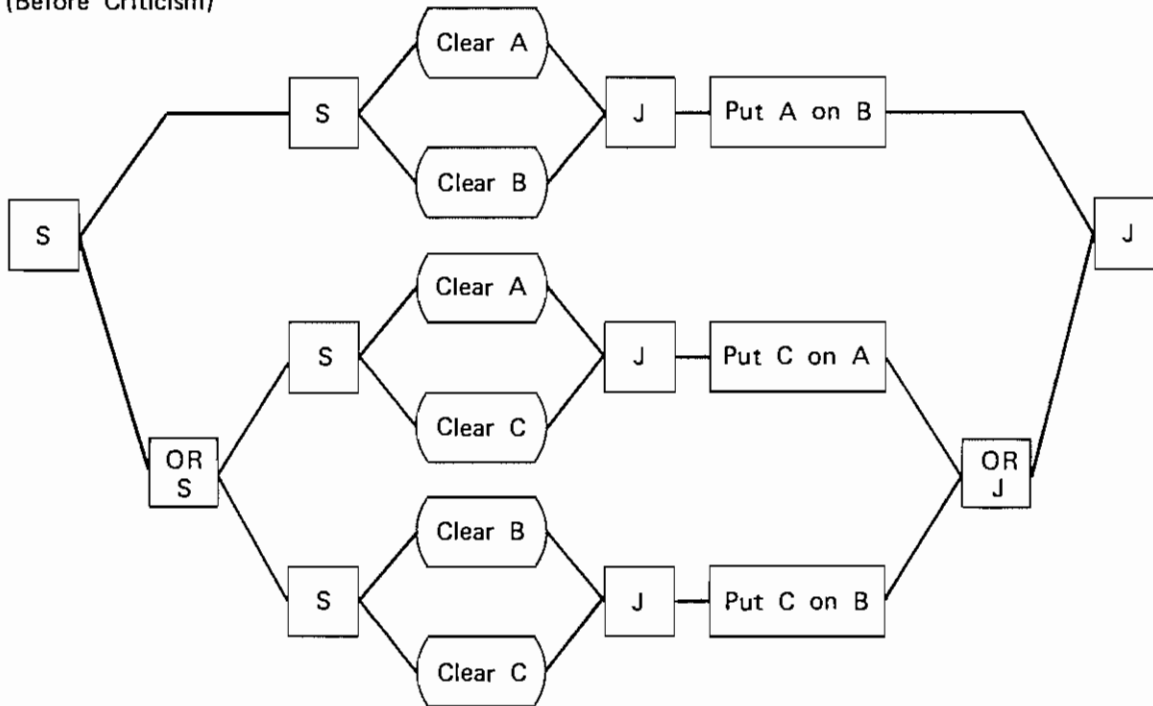 (Before Criticism)
Clear A
S
J
Put A on B
Clear B
S
J
Clear A
S
J
Put C on A
Clear C
OR
S
OR
J
Clear B
S
J
Put C on B
Clear C